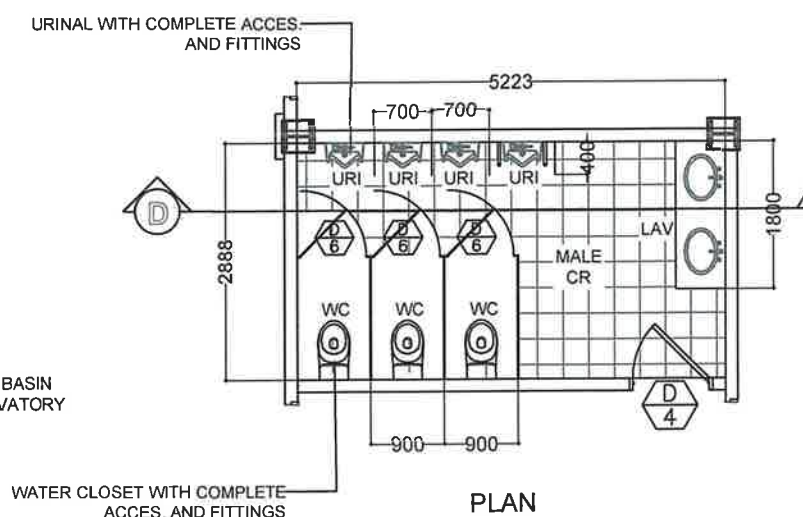 URINAL WITH COMPLETE ACCES.
AND FITTINGS
5223
700 700
URI URI URI URI
400
D
D
6
D
6
D
6
2888
LAV
1800
MALE
CR
WC WC WC
BASIN
VATORY
D
4
900 900
WATER CLOSET WITH COMPLETE
ACCES. AND FITTINGS
PLAN